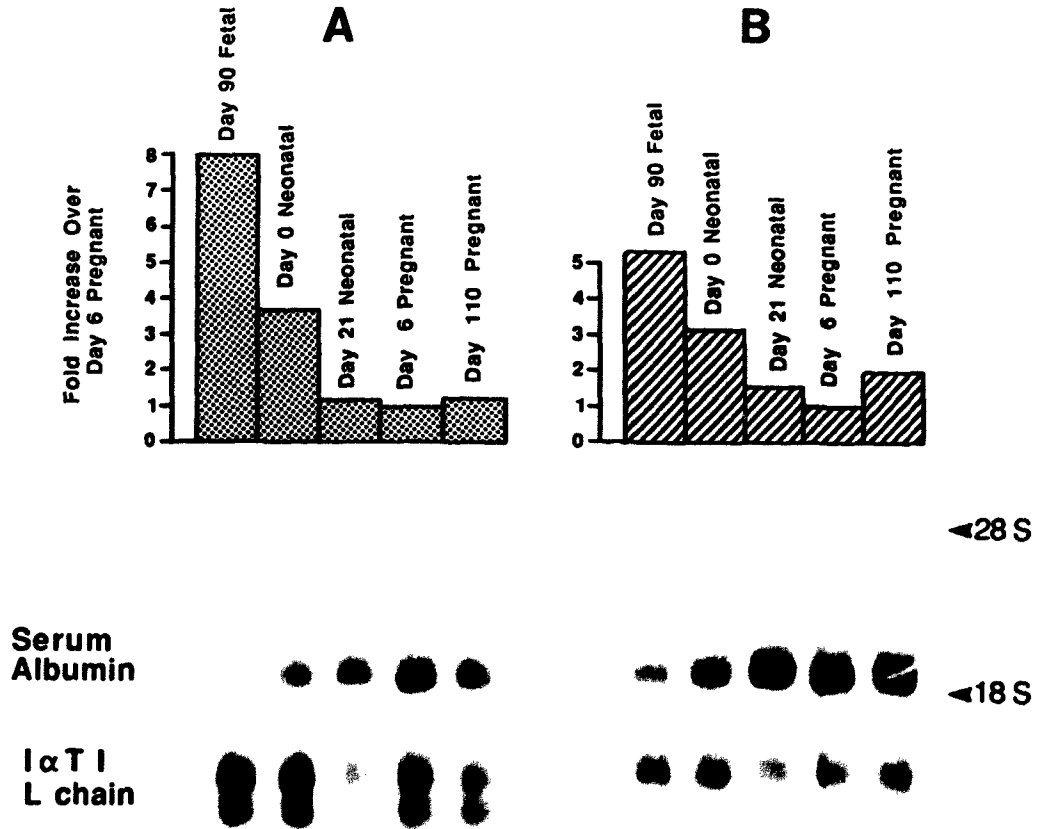 A
B
Fold Increase Over
Day 6 Pregnant
8
7
6
5
4
3
2
1
0
Day 90 Fetal
Day 0 Neonatal
Day 21 Neonatal
Day 6 Pregnant
Day 110 Pregnant
5
4
3
2
1
0
Day 90 Fetal
Day 0 Neonatal
Day 21 Neonatal
Day 6 Pregnant
Day 110 Pregnant
28 S
Serum
Albumin
18 S
I α T I
L chain